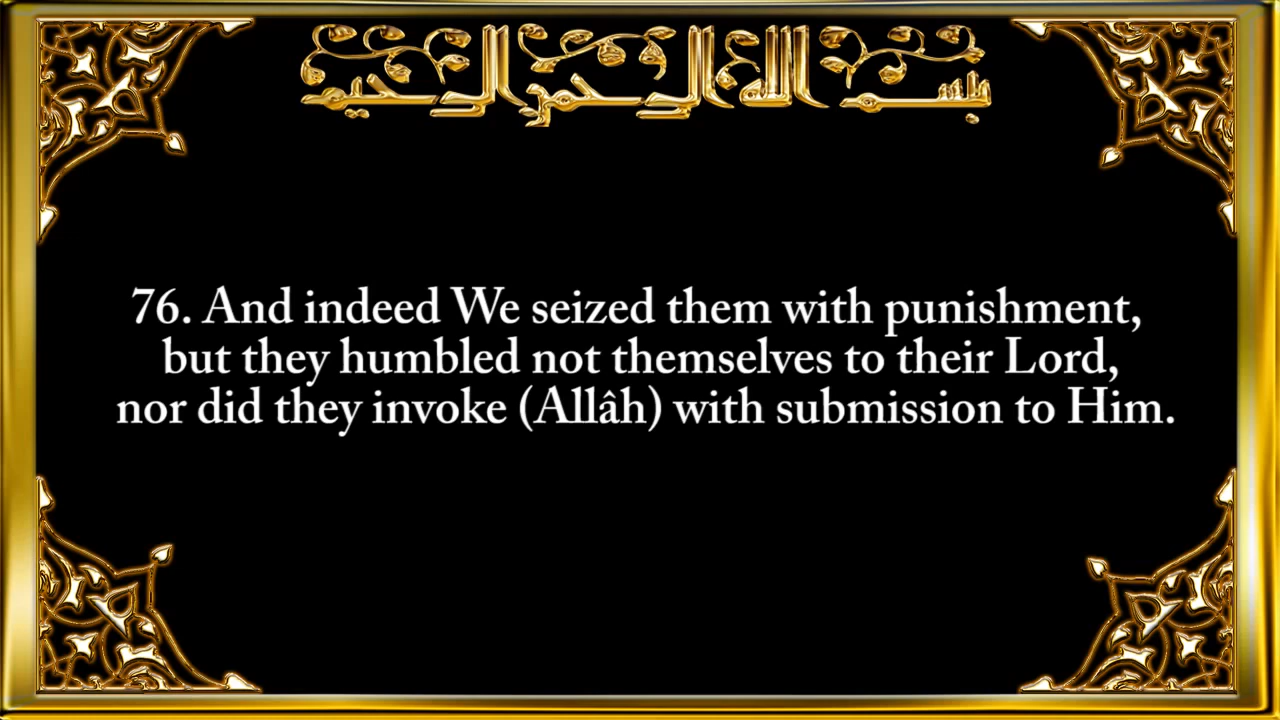 بسم الله الرحمن الرحيم
76. And indeed We seized them with punishment,
but they humbled not themselves to their Lord,
nor did they invoke (Allâh) with submission to Him.